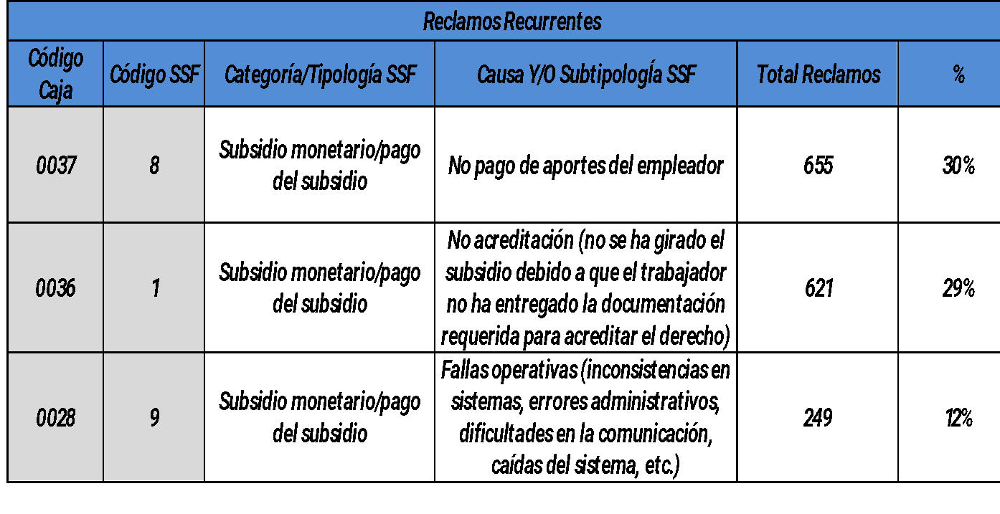 Reclamos Recurrentes
Código
Caja
Código SSF
Categoría/Tipología SSF
Causa Y/O Subtipología SSF
Total Reclamos
%
0037
8
Subsidio monetario/pago
del subsidio
No pago de aportes del empleador
655
30%
0036
1
Subsidio monetario/pago
del subsidio
No acreditación (no se ha girado el
subsidio debido a que el trabajador
no ha entregado la documentación
requerida para acreditar el derecho)
621
29%
0028
9
Subsidio monetario/pago
del subsidio
Fallas operativas (inconsistencias en
sistemas, errores administrativos,
dificultades en la comunicación,
caídas del sistema, etc.)
249
12%